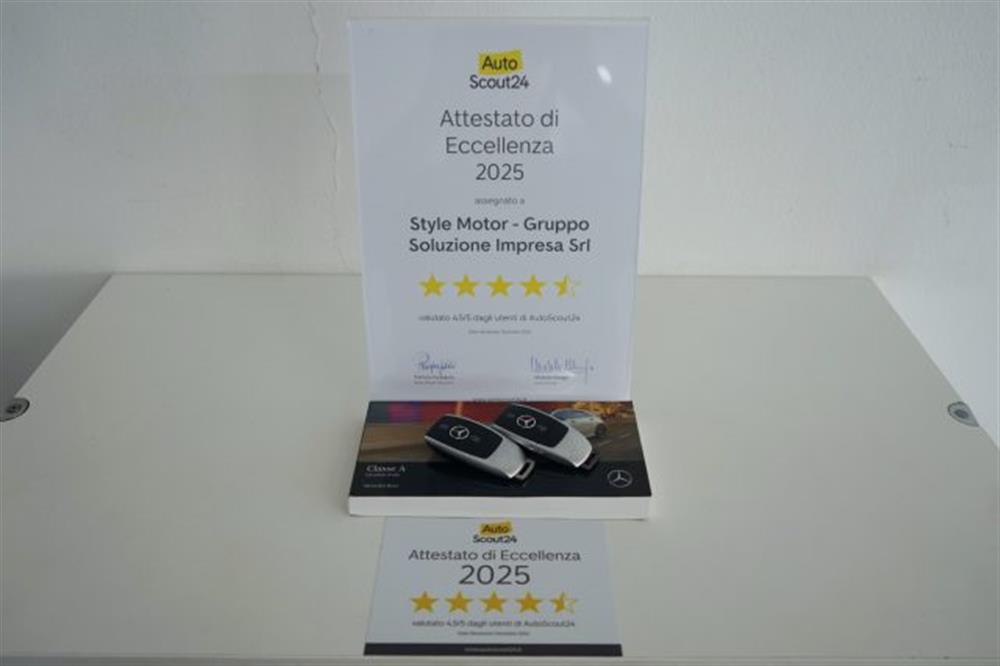 Auto
Scout24
Attestato di
Eccellenza
2025
assegnato a
Style Motor - Gruppo
Soluzione Impresa Srl
valutato 4.5/5 dagli utenti di AutoScout24
Classe A
Auto
Scout24
Attestato di Eccellenza
2025
valutato 4.5/5 dagli utenti di AutoScout24